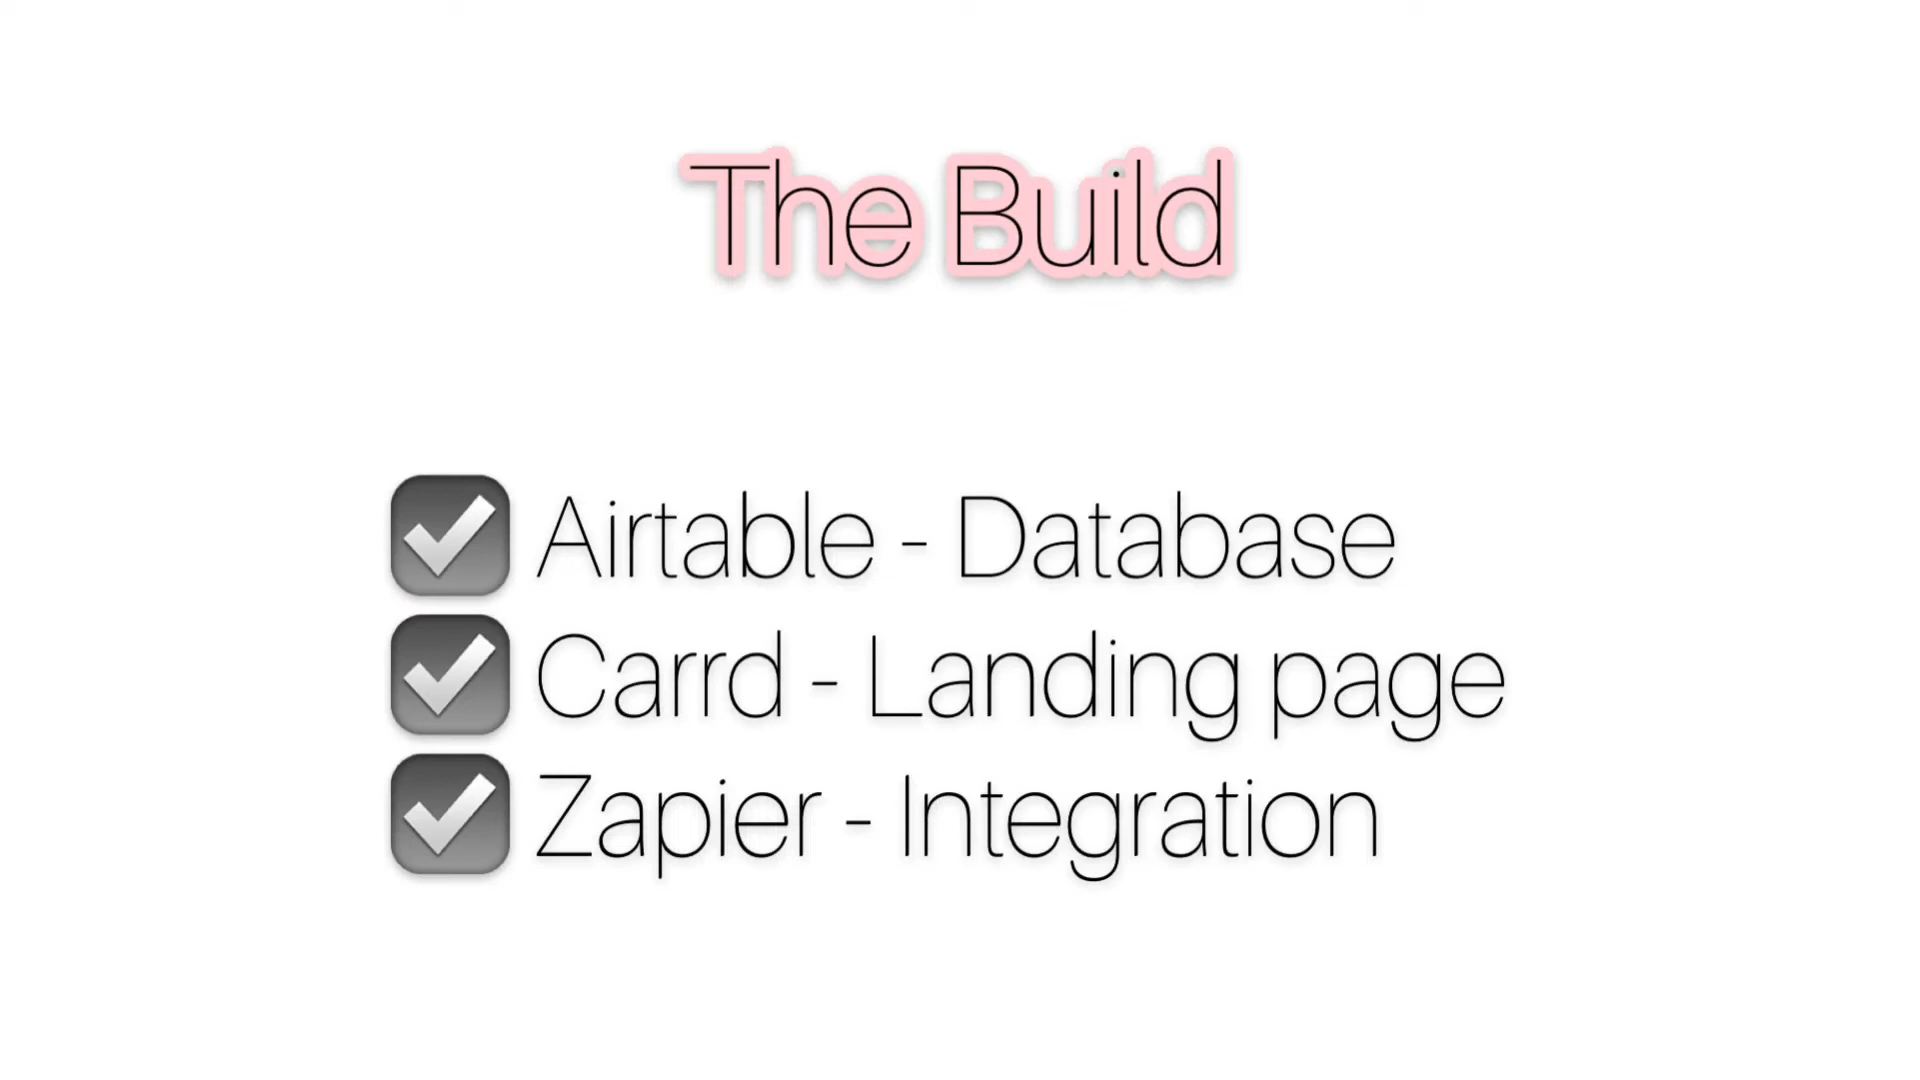 The Build
☑ Airtable - Database
☑ Carrd - Landing page
☑ Zapier - Integration